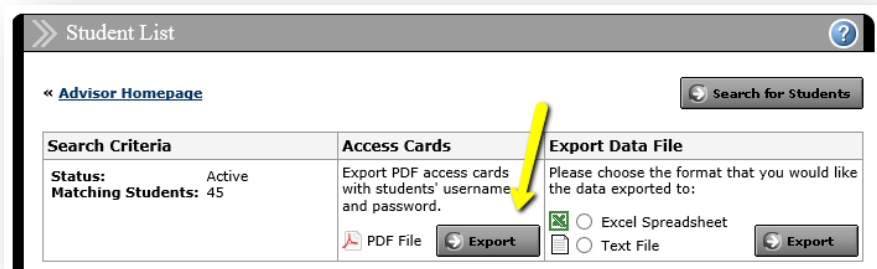 Student List
?
« Advisor Homepage
Search for Students
Search Criteria
Access Cards
Export Data File
Status: Active
Matching Students: 45
Export PDF access cards
with students' username
and password.
PDF File Export
Please choose the format that you would like
the data exported to:
Excel Spreadsheet
Text File Export